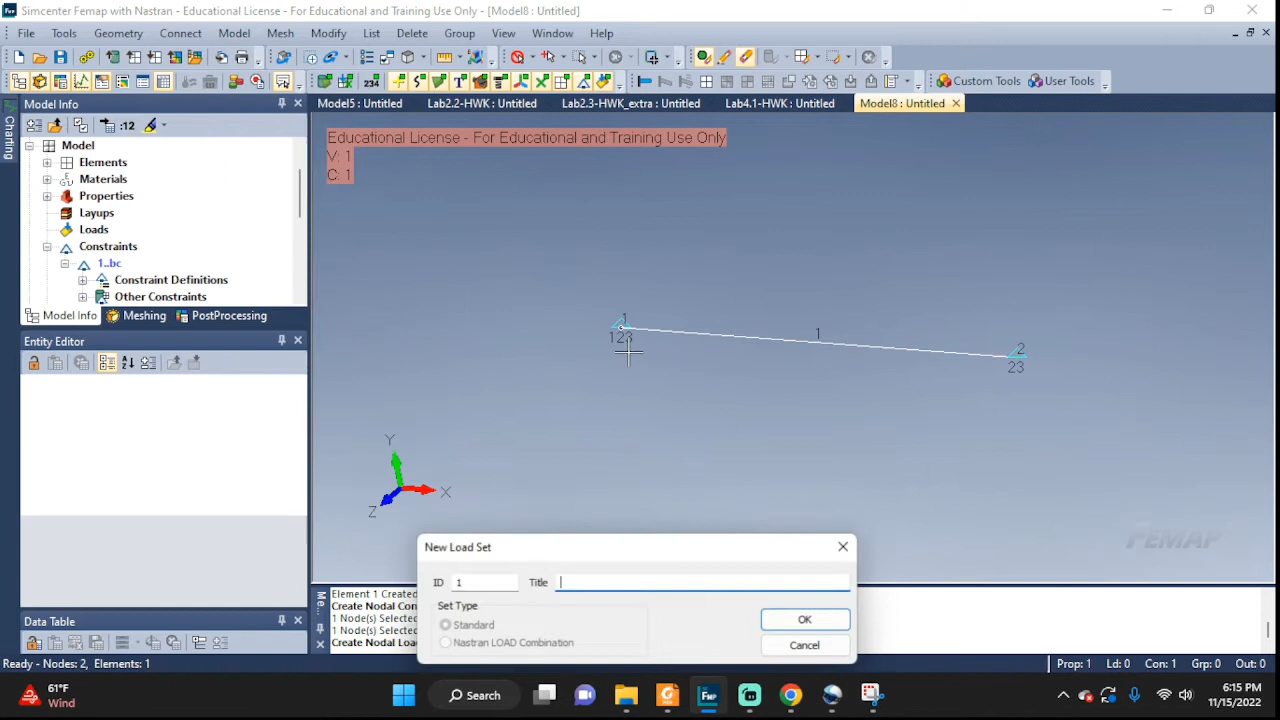 Simcenter Femap with Nastran - Educational License - For Educational and Training Use Only - [Model8 : Untitled]
File Tools Geometry Connect Model Mesh Modify List Delete Group View Window Help
234
Custom Tools User Tools
Model Info
Model5 : Untitled Lab2.2-HWK : Untitled Lab2.3-HWK_extra : Untitled Lab4.1-HWK : Untitled Model8 : Untitled
:12
Charting
Model
Elements
Materials
Properties
Layups
Loads
Constraints
1..bc
Constraint Definitions
Other Constraints
Model Info Meshing PostProcessing
Entity Editor
Data Table
Educational License - For Educational and Training Use Only
V: 1
C: 1
1
123
1
2
23
Y
X
Z
FEMAP
New Load Set
ID 1 Title
Set Type
Standard
Nastran LOAD Combination
OK
Cancel
Me...
Element 1 Created
Create Nodal Con
1 Node(s) Selected
1 Node(s) Selected
Create Nodal Loa
Ready - Nodes: 2, Elements: 1
Prop: 1 Ld: 0 Con: 1 Grp: 0 Out: 0
61°F
Wind
Search
6:15 PM
11/15/2022